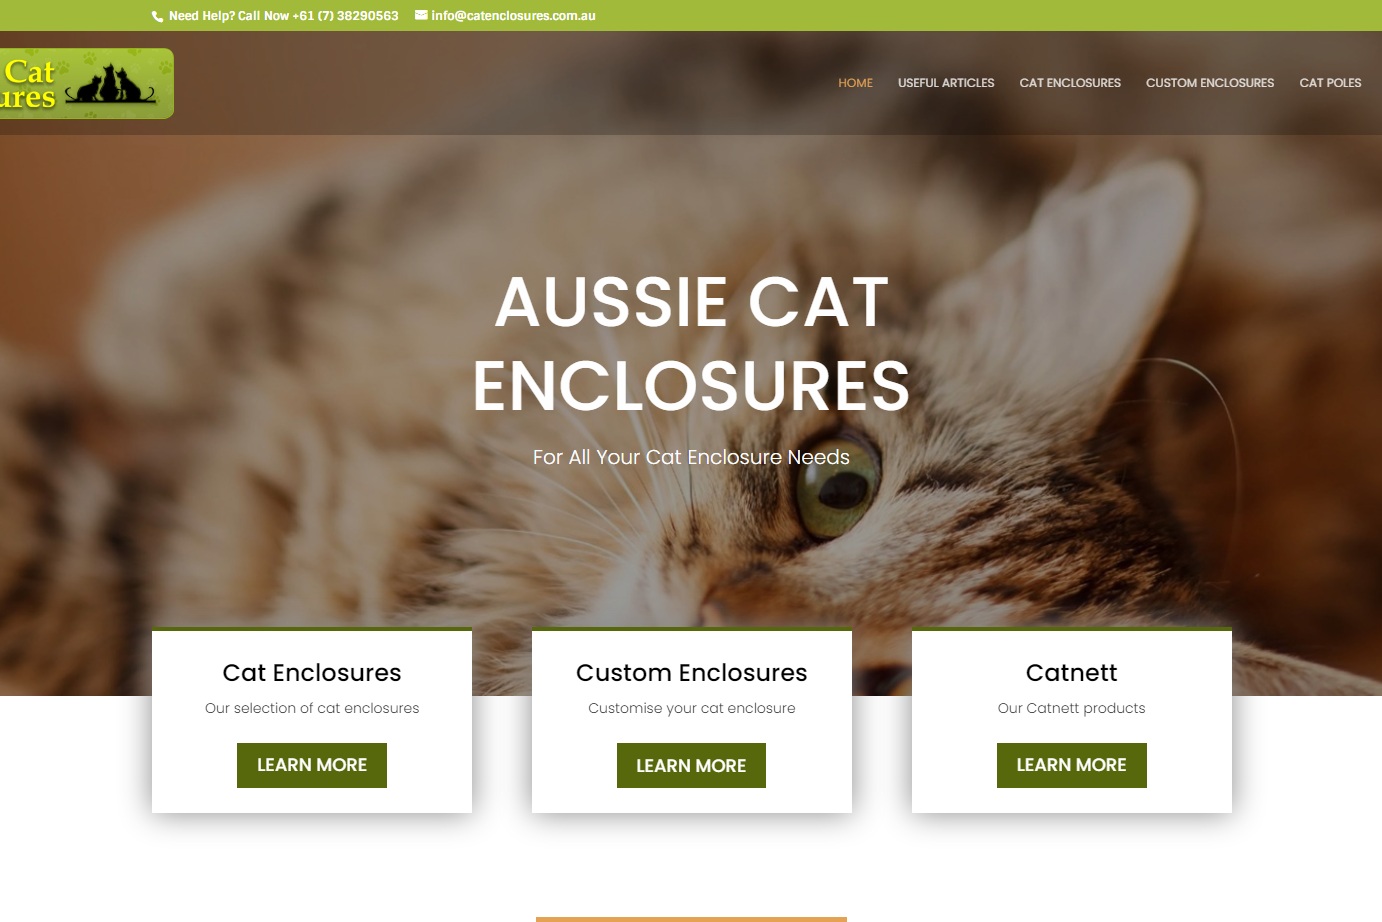 Need Help? Call Now +61 (7) 38290563 info@catenclosures.com.au
Cat
ures
HOME USEFUL ARTICLES CAT ENCLOSURES CUSTOM ENCLOSURES CAT POLES
AUSSIE CAT
ENCLOSURES
For All Your Cat Enclosure Needs
Cat Enclosures
Our selection of cat enclosures
LEARN MORE
Custom Enclosures
Customise your cat enclosure
LEARN MORE
Catnett
Our Catnett products
LEARN MORE